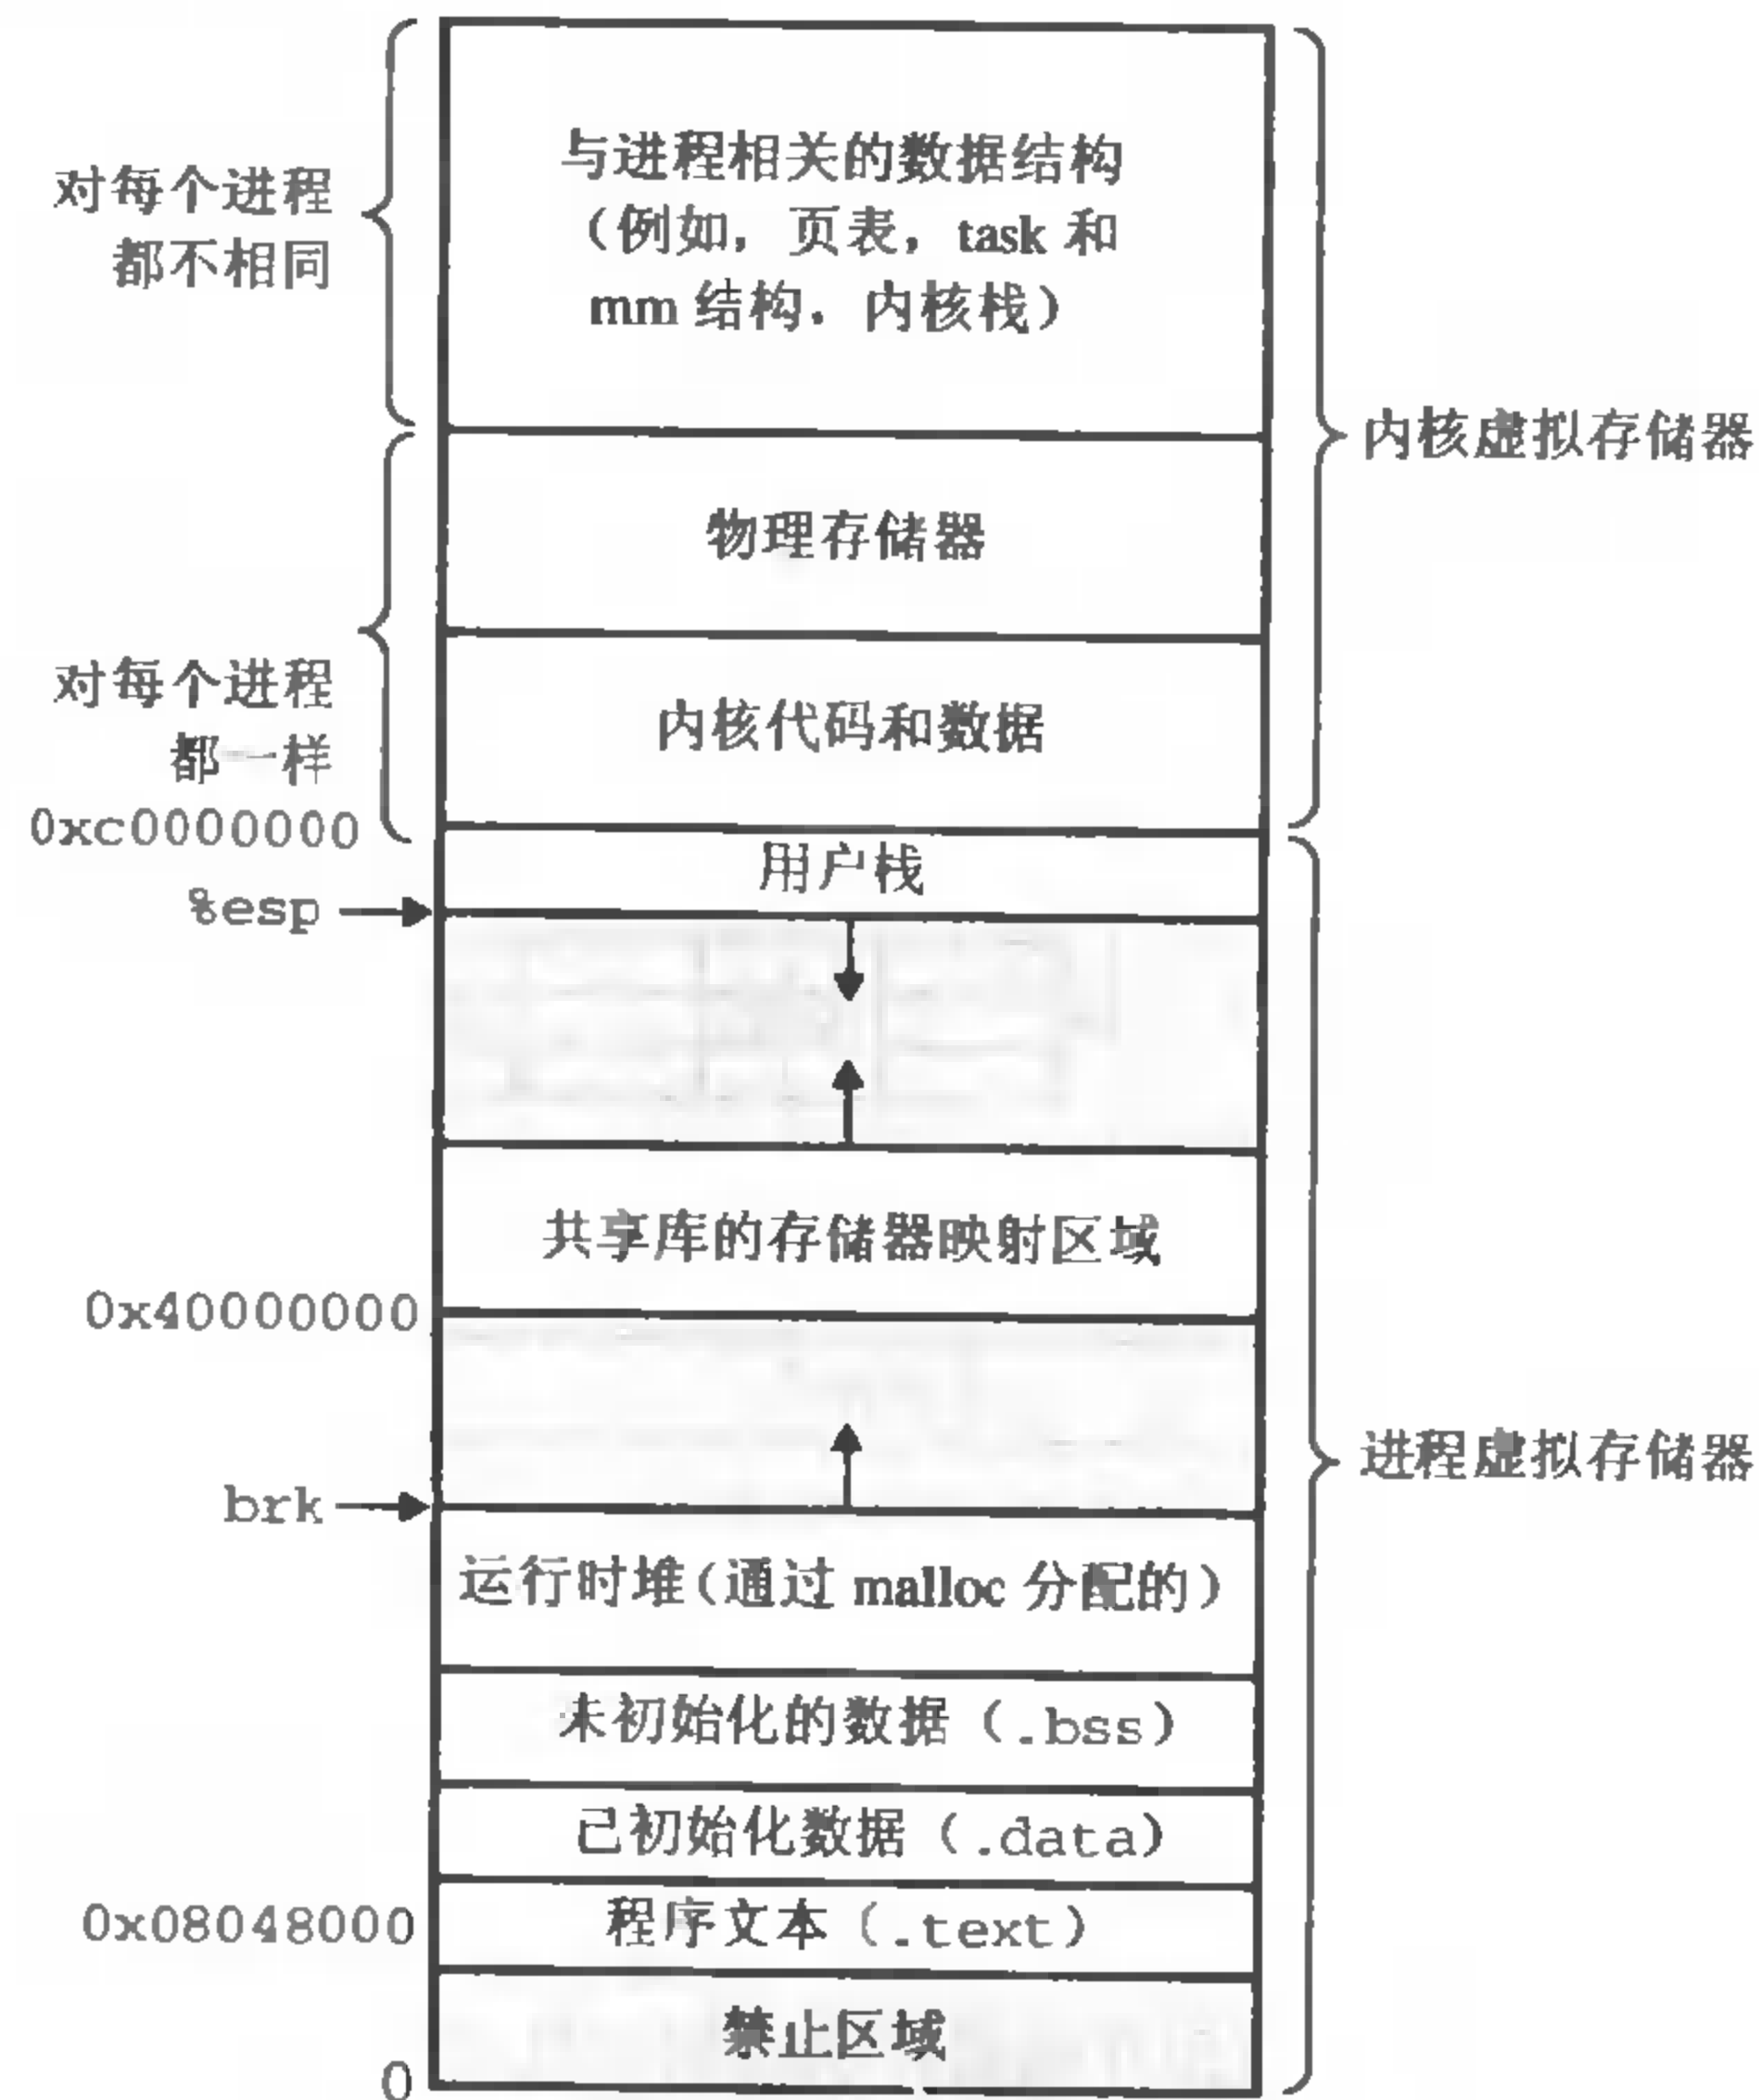 与进程相关的数据结构
（例如，页表，task 和
mm 结构，内核栈）
对每个进程
都不相同
内核虚拟存储器
物理存储器
对每个进程
都一样
内核代码和数据
0xc0000000
用户栈
%esp
共享库的存储器映射区域
0x40000000
进程虚拟存储器
brk
运行时堆（通过 malloc 分配的）
未初始化的数据（.bss）
已初始化数据（.data）
0x08048000
程序文本（.text）
禁止区域
0